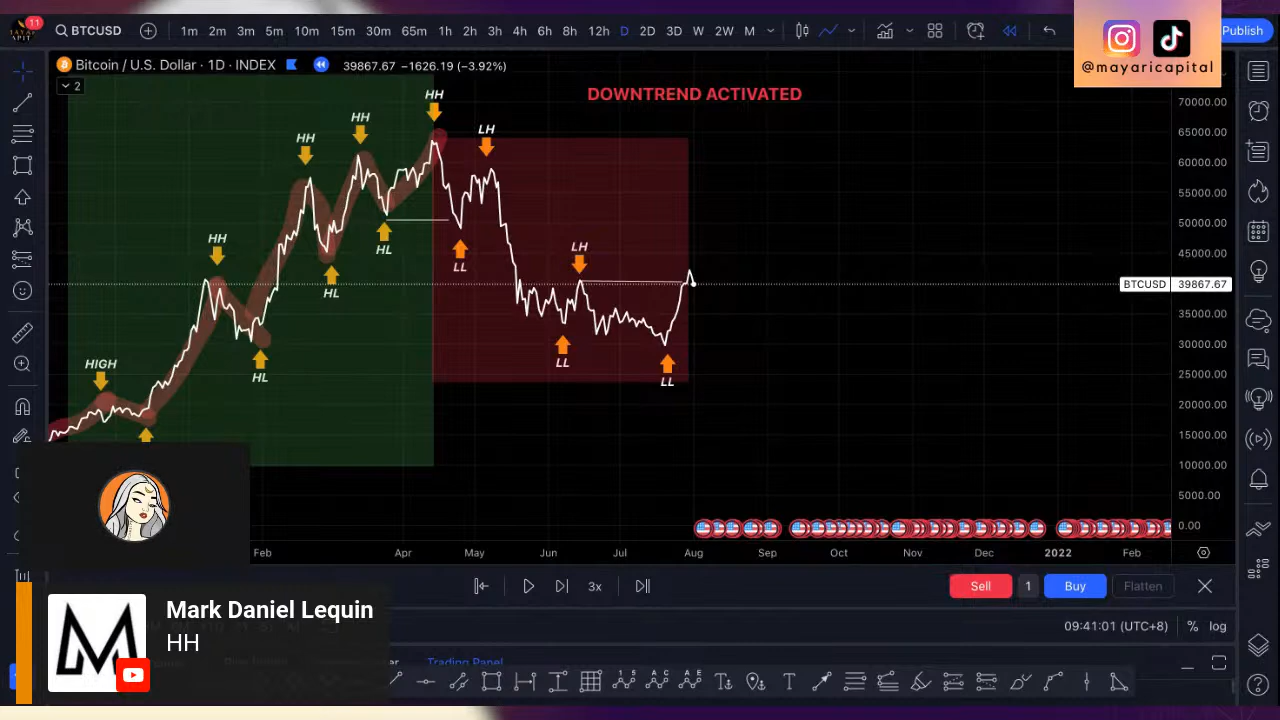 11
BTCUSD
1m 2m 3m 5m 10m 15m 30m 65m 1h 2h 3h 4h 6h 8h 12h D 2D 3D W 2W M
Publish
@mayaricapital
Bitcoin / U.S. Dollar · 1D · INDEX
39867.67 −1626.19 (−3.92%)
2
DOWNTREND ACTIVATED
HH
HH
HH
LH
HH
HL
LL
LH
HL
HIGH
HL
LL
LL
70000.00
65000.00
60000.00
55000.00
50000.00
45000.00
BTCUSD 39867.67
35000.00
30000.00
25000.00
20000.00
15000.00
10000.00
5000.00
0.00
Feb Apr May Jun Jul Aug Sep Oct Nov Dec 2022 Feb
3x
Sell 1 Buy Flatten
09:41:01 (UTC+8) % log
Mark Daniel Lequin
HH
Trading Panel